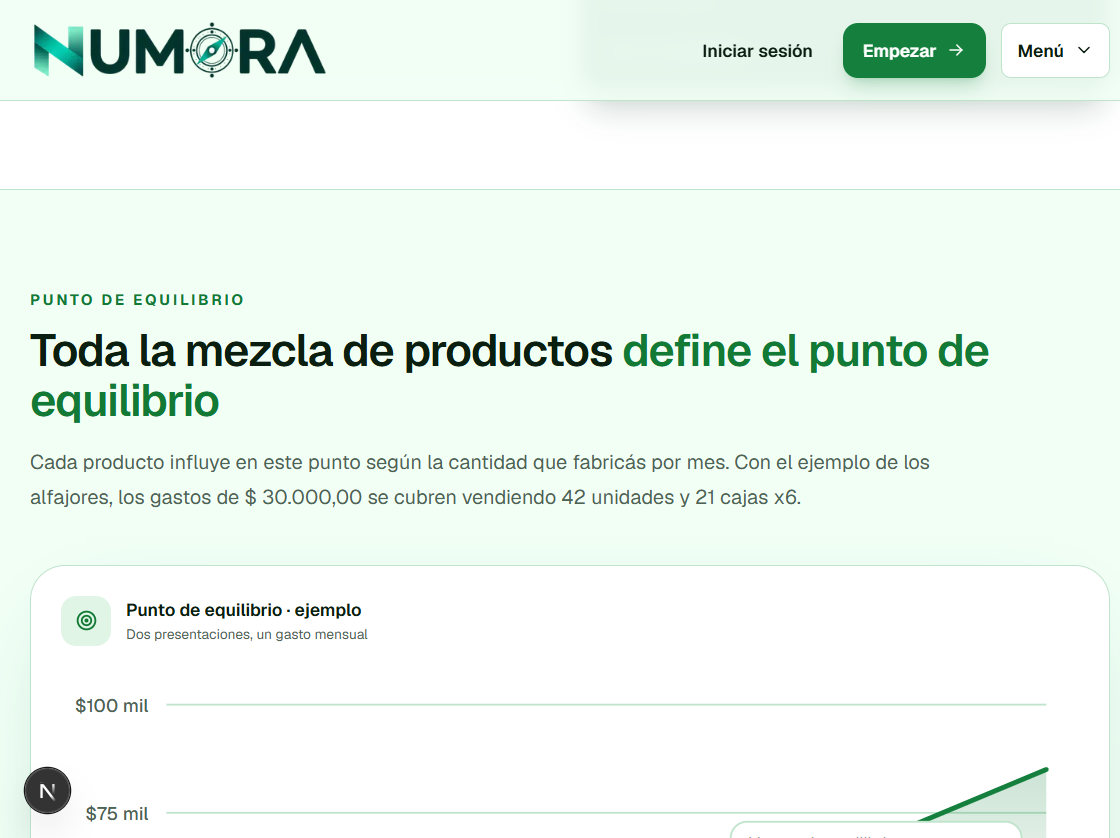 NUMORA
Iniciar sesión
Empezar →
Menú
PUNTO DE EQUILIBRIO
Toda la mezcla de productos define el punto de
equilibrio
Cada producto influye en este punto según la cantidad que fabricás por mes. Con el ejemplo de los
alfajores, los gastos de $ 30.000,00 se cubren vendiendo 42 unidades y 21 cajas x6.
Punto de equilibrio · ejemplo
Dos presentaciones, un gasto mensual
$100 mil
N
$75 mil